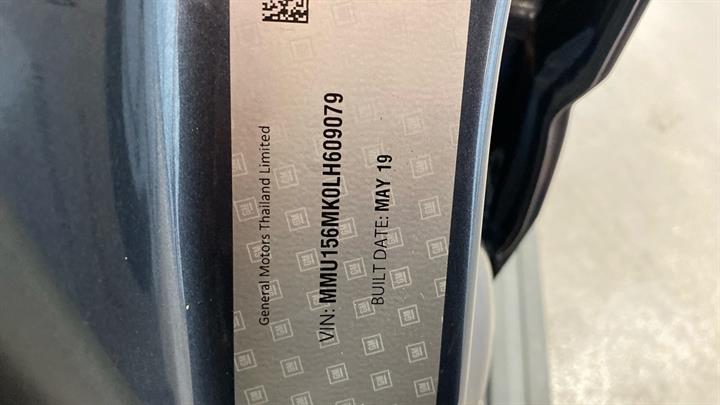 General Motors Thailand Limited
VIN: MMU156MK0LH609079
BUILT DATE: MAY 19